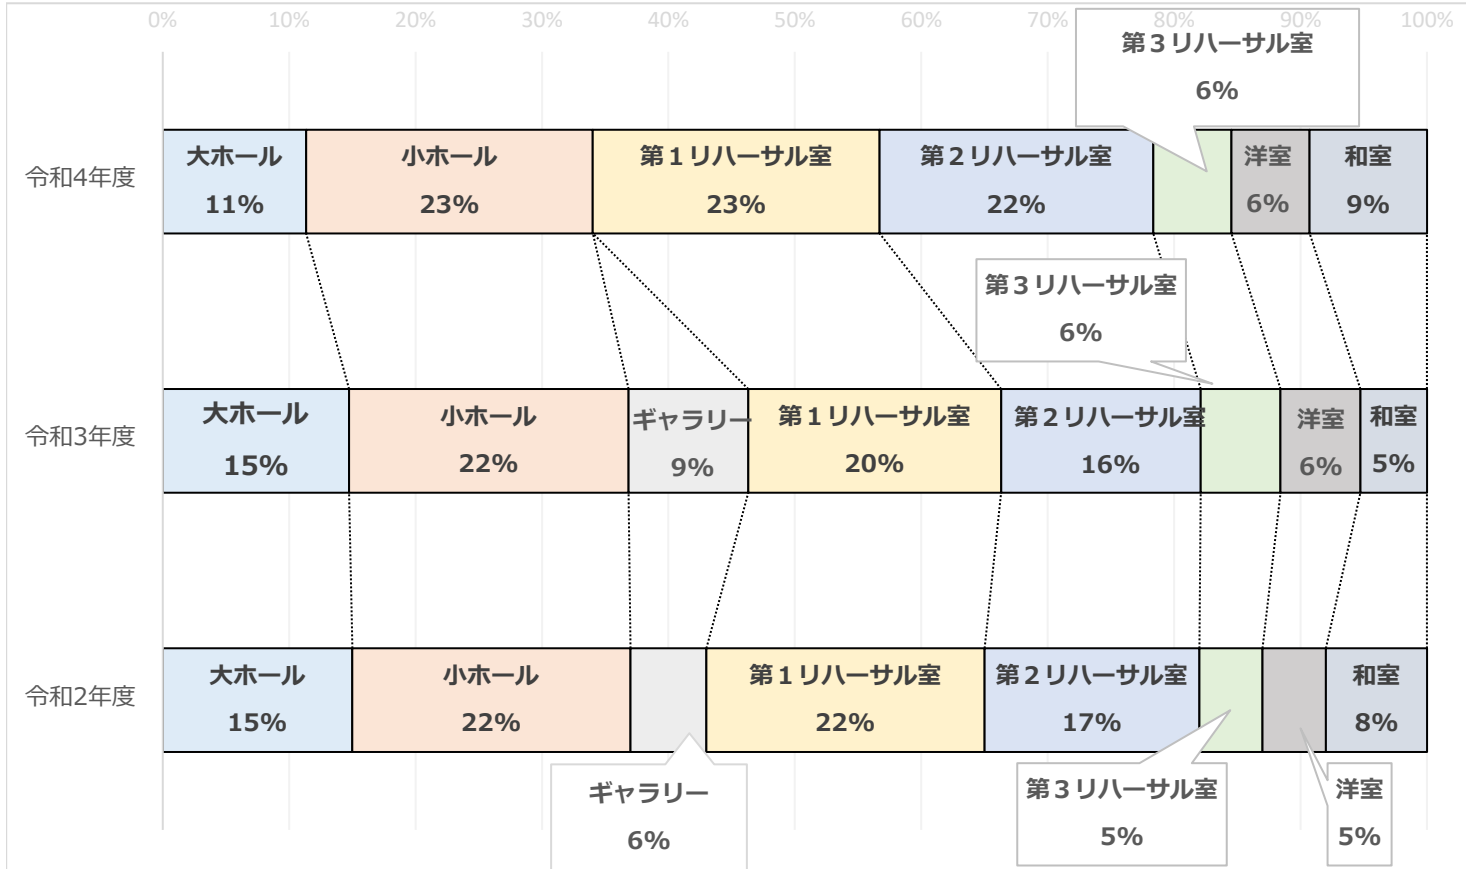 0% 10% 20% 30% 40% 50% 60% 70% 80% 90% 100%
第3リハーサル室
6%
令和4年度
大ホール
11%
小ホール
23%
第1リハーサル室
23%
第2リハーサル室
22%
洋室
6%
和室
9%
第3リハーサル室
6%
令和3年度
大ホール
15%
小ホール
22%
ギャラリー
9%
第1リハーサル室
20%
第2リハーサル室
16%
洋室
6%
和室
5%
令和2年度
大ホール
15%
小ホール
22%
第1リハーサル室
22%
第2リハーサル室
17%
和室
8%
ギャラリー
6%
第3リハーサル室
5%
洋室
5%